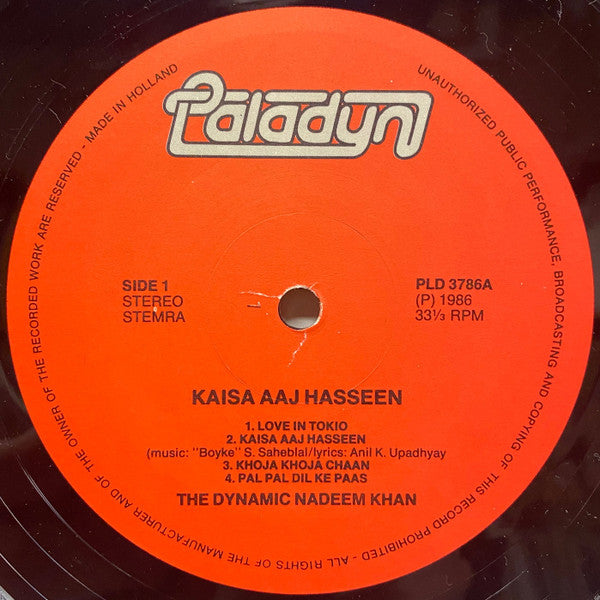 Paladyn
UNAUTHORIZED PUBLIC PERFORMANCE, BROADCASTING AND COPYING OF THIS RECORD PROHIBITED - ALL RIGHTS OF THE MANUFACTURER AND OF THE OWNER OF THE RECORDED WORK ARE RESERVED - MADE IN HOLLAND
SIDE 1
STEREO
STEMRA
PLD 3786A
(P) 1986
33⅓ RPM
1
KAISA AAJ HASSEEN
1. LOVE IN TOKIO
2. KAISA AAJ HASSEEN
(music: "Boyke" S. Saheblal/lyrics: Anil K. Upadhyay
3. KHOJA KHOJA CHAAN
4. PAL PAL DIL KE PAAS
THE DYNAMIC NADEEM KHAN